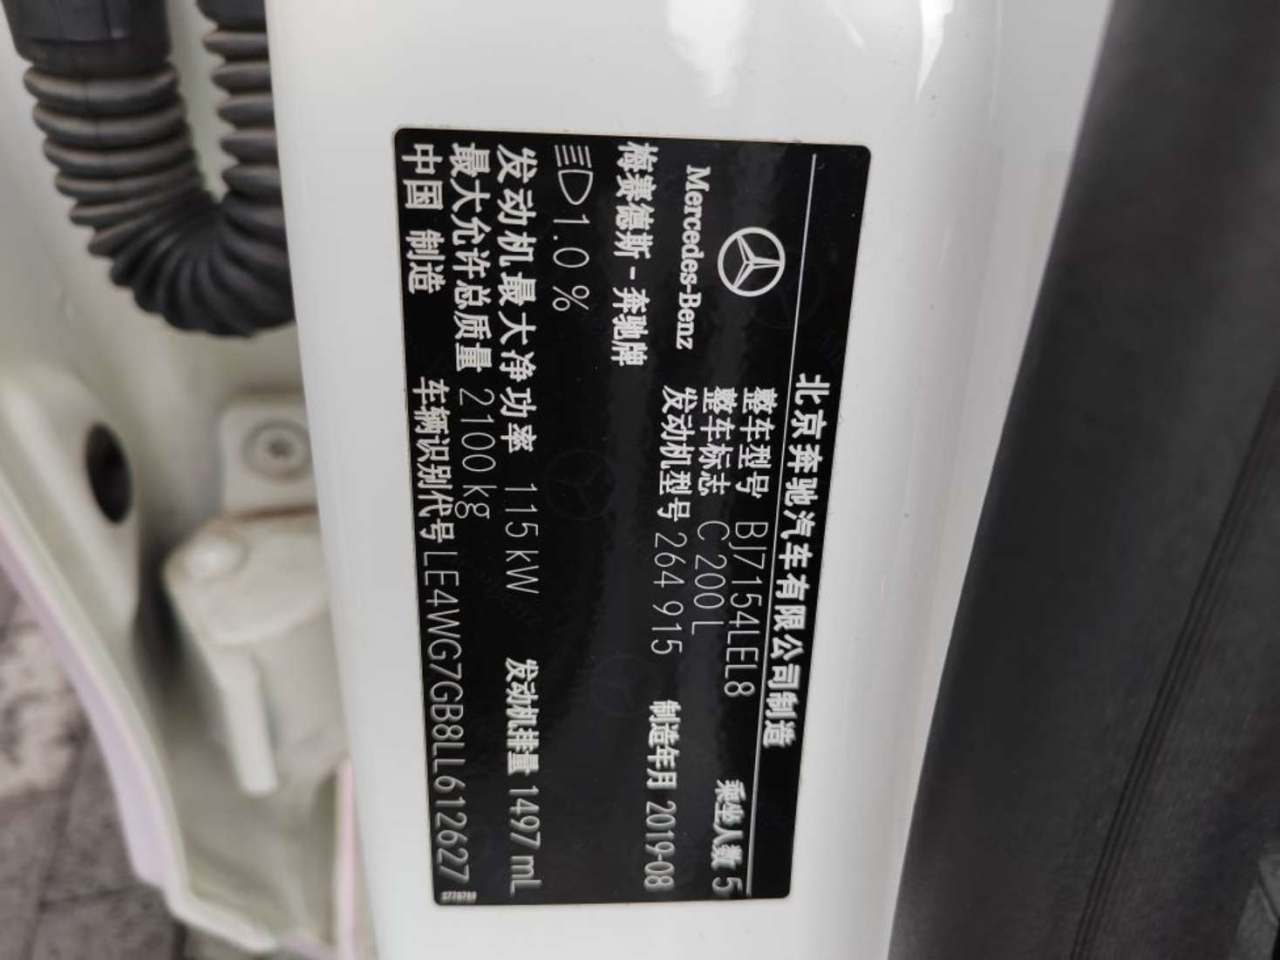 北京奔驰汽车有限公司制造
Mercedes-Benz
整车型号 BJ7154LEL8 乘坐人数 5
整车标志 C 200 L
发动机型号 264 915 制造年月 2019-08
梅赛德斯-奔驰牌
1.0 %
发动机最大净功率 115 kW 发动机排量 1497 mL
最大允许总质量 2100 kg
中国 制造 车辆识别代号 LE4WG7GB8LL612627